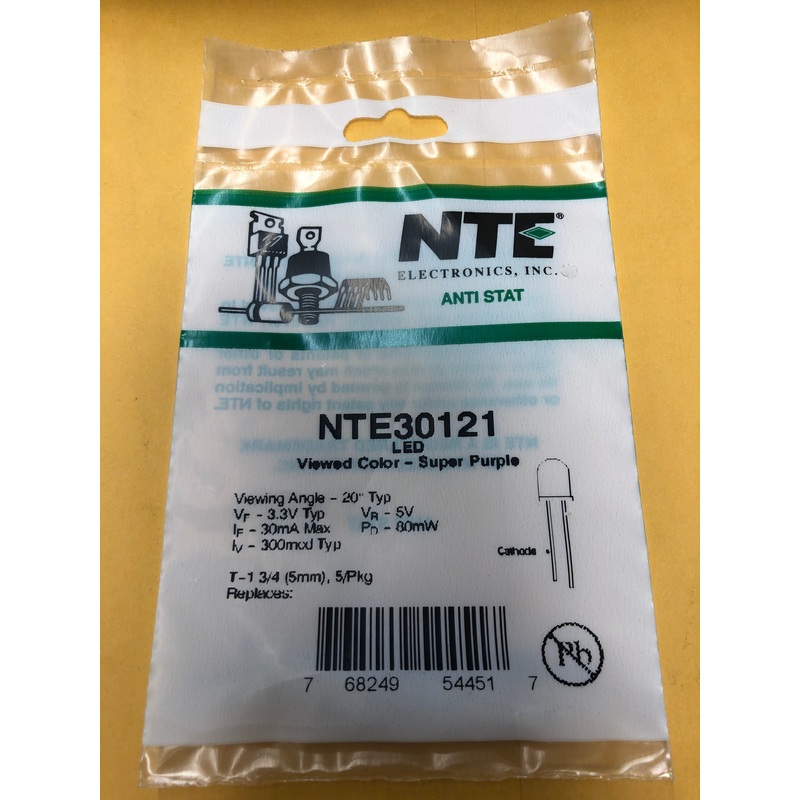 NTE®
ELECTRONICS, INC.
ANTI STAT
NTE30121
LED
Viewed Color – Super Purple
Viewing Angle – 20° Typ
VF – 3.3V Typ VR – 5V
IF – 30mA Max PD – 80mW
IV – 300mcd Typ
Cathode
T–1 3/4 (5mm), 5/Pkg
Replaces:
Pb
7 68249 54451 7